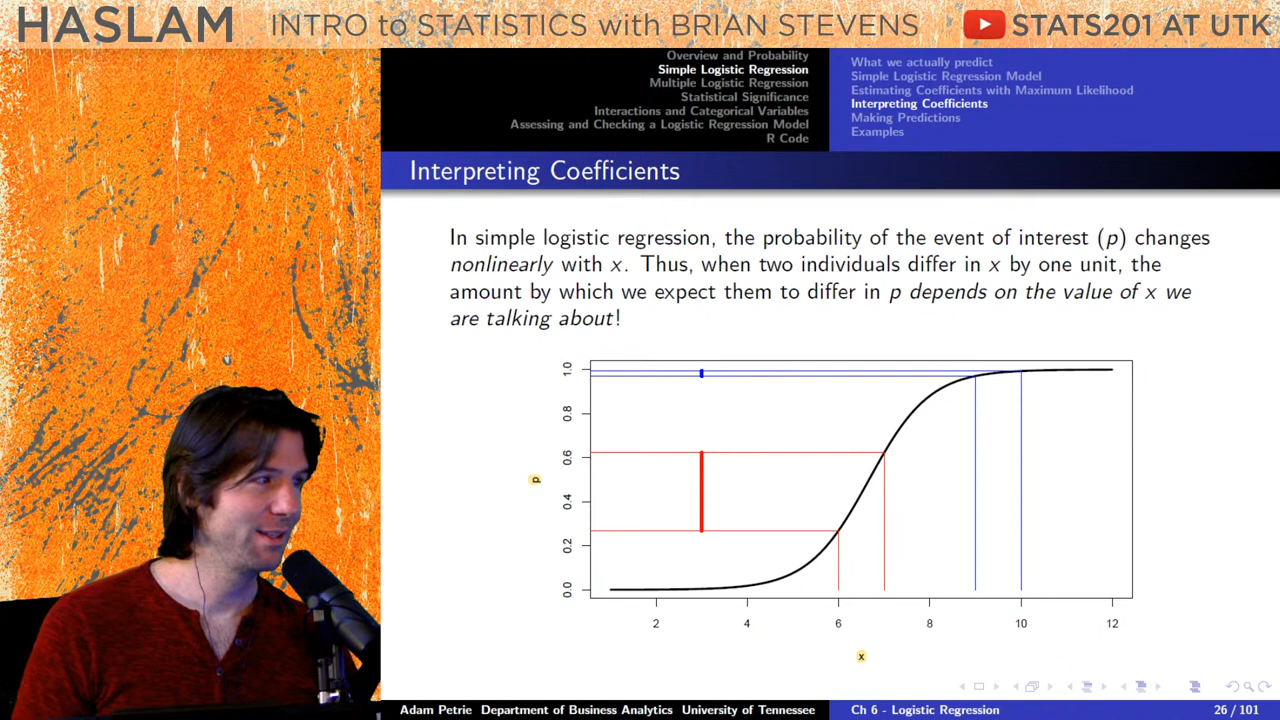 HASLAM INTRO to STATISTICS with BRIAN STEVENS STATS201 AT UTK
Overview and Probability
Simple Logistic Regression
Multiple Logistic Regression
Statistical Significance
Interactions and Categorical Variables
Assessing and Checking a Logistic Regression Model
R Code
What we actually predict
Simple Logistic Regression Model
Estimating Coefficients with Maximum Likelihood
Interpreting Coefficients
Making Predictions
Examples
Interpreting Coefficients
In simple logistic regression, the probability of the event of interest (p) changes
nonlinearly with x. Thus, when two individuals differ in x by one unit, the
amount by which we expect them to differ in p depends on the value of x we
are talking about!
1.0
0.8
0.6
0.4
0.2
0.0
p
2 4 6 8 10 12
x
Adam Petrie Department of Business Analytics University of Tennessee Ch 6 - Logistic Regression 26 / 101